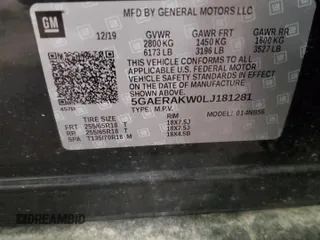 GM
MFD BY GENERAL MOTORS LLC
12/19 GVWR GAWR FRT GAWR RR
2800 KG 1450 KG 1600 KG
6173 LB 3196 LB 3527 LB
THIS VEHICLE CONFORMS TO ALL APPLICABLE U.S.
FEDERAL MOTOR VEHICLE SAFETY
STANDARDS IN EFFECT
ON THE DATE OF MANUFACTURE SHOWN ABOVE.
5GAERAKW0LJ181281
TYPE: M.P.V. MODEL:
TIRE SIZE RIM
FRT 255/65R18 T 18X7.5J
RR 255/65R18 T 18X7.5J
SPA T135/70R18 M 18X4.5B
© DREAMBID